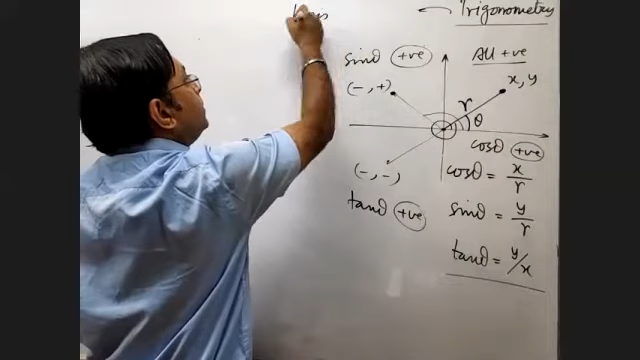 Trigonometry
sinθ +ve
All +ve
x, y
(-, +)
r
θ
cosθ +ve
(-, -)
cosθ = x/r
tanθ +ve
sinθ = y/r
tanθ = y/x